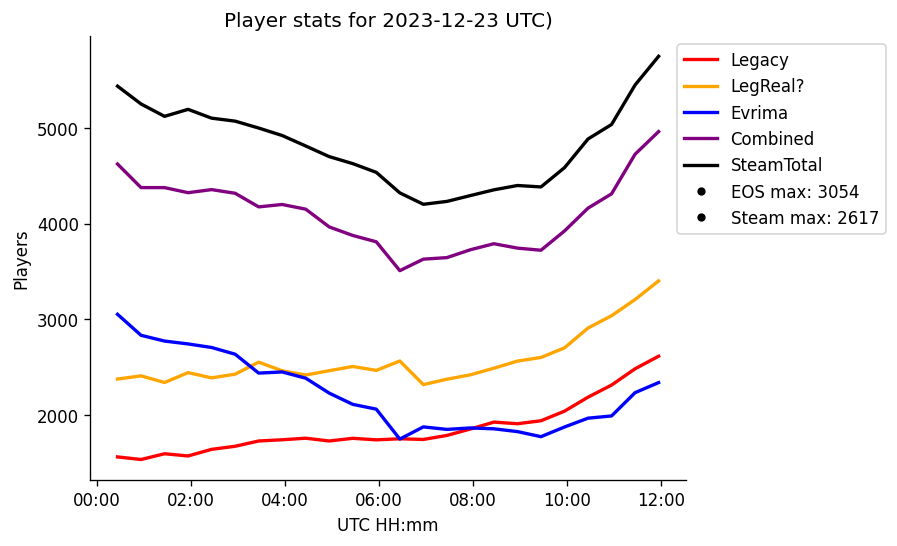 Player stats for 2023-12-23 UTC)
Legacy
LegReal?
Evrima
Combined
SteamTotal
EOS max: 3054
Steam max: 2617
Players
5000
4000
3000
2000
00:00 02:00 04:00 06:00 08:00 10:00 12:00
UTC HH:mm